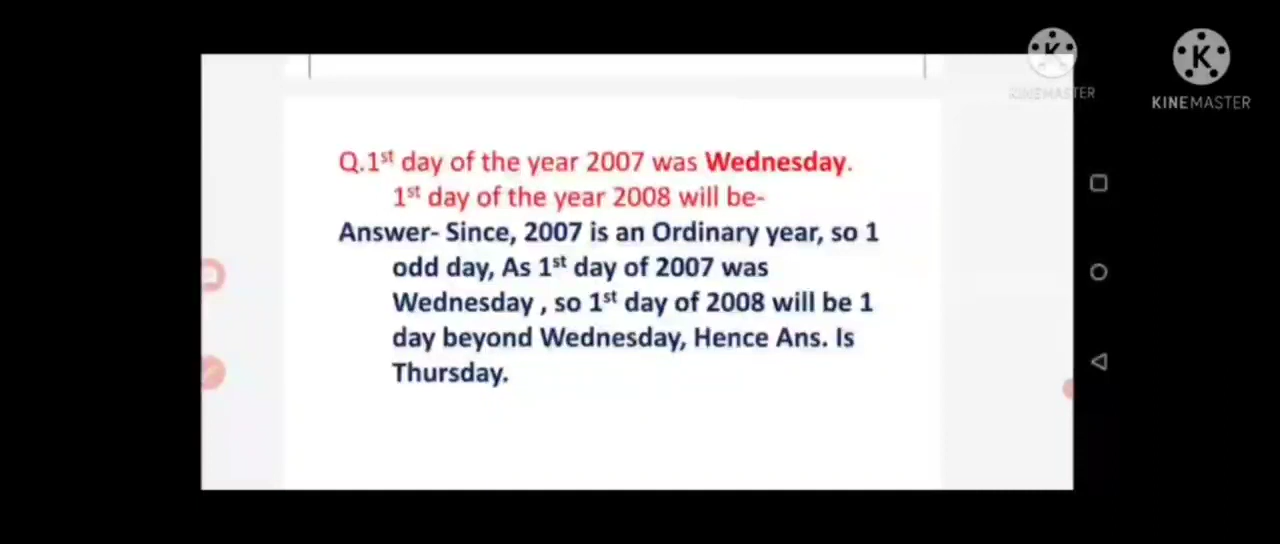 KINEMASTER
KINEMASTER
Q.1st day of the year 2007 was Wednesday.
1st day of the year 2008 will be-
Answer- Since, 2007 is an Ordinary year, so 1
odd day, As 1st day of 2007 was
Wednesday , so 1st day of 2008 will be 1
day beyond Wednesday, Hence Ans. Is
Thursday.